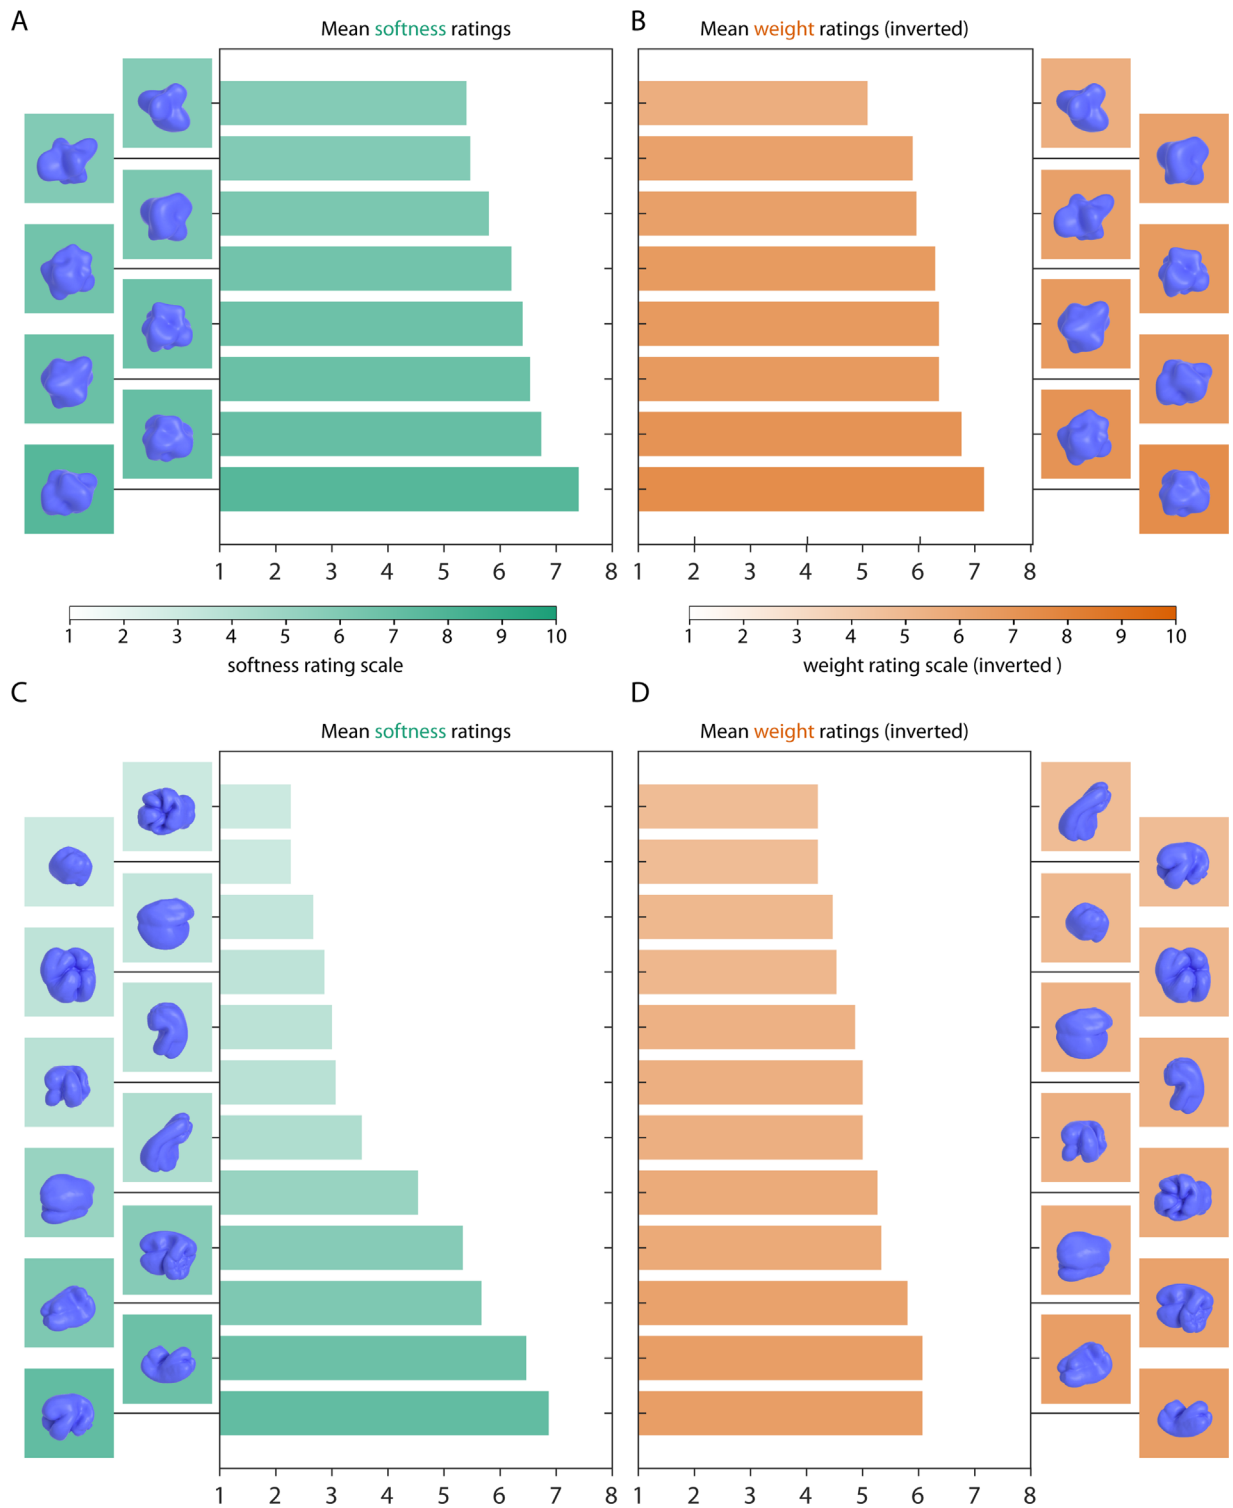 A
Mean softness ratings
B
Mean weight ratings (inverted)
1 2 3 4 5 6 7 8
1 2 3 4 5 6 7 8
1 2 3 4 5 6 7 8 9 10
softness rating scale
1 2 3 4 5 6 7 8 9 10
weight rating scale (inverted )
C
Mean softness ratings
D
Mean weight ratings (inverted)
1 2 3 4 5 6 7 8
1 2 3 4 5 6 7 8